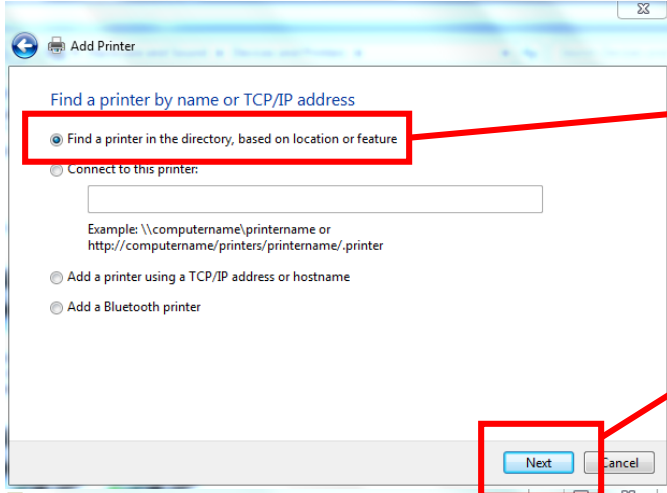 Add Printer
Find a printer by name or TCP/IP address
Find a printer in the directory, based on location or feature
Connect to this printer:
Example: \\computername\printername or
http://computername/printers/printername/.printer
Add a printer using a TCP/IP address or hostname
Add a Bluetooth printer
Next Cancel